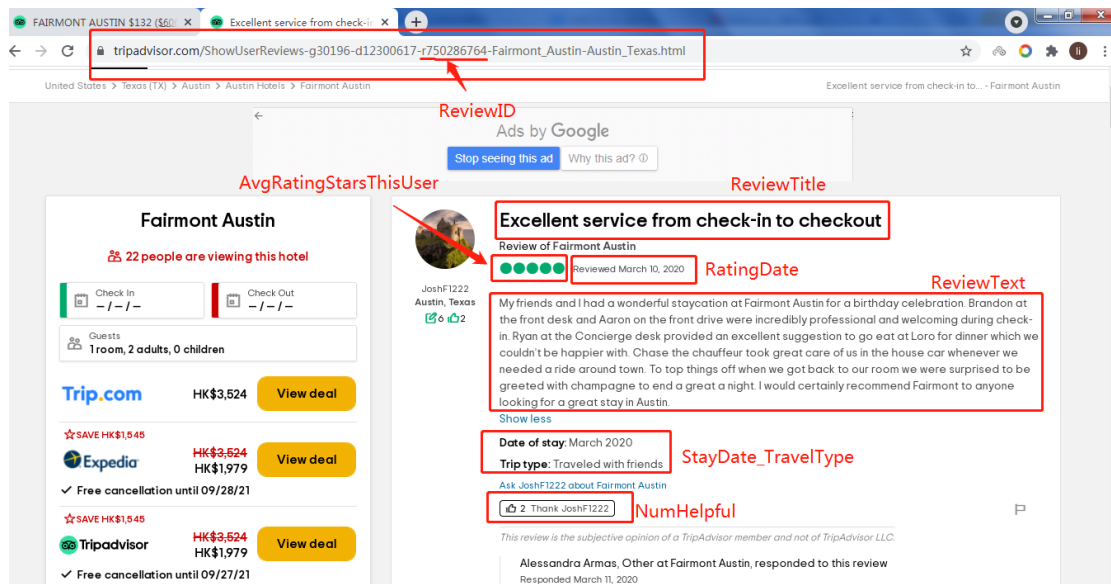 FAIRMONT AUSTIN $132 ($60
Excellent service from check-in
tripadvisor.com/ShowUserReviews-g30196-d12300617-r750286764-Fairmont_Austin-Austin_Texas.html
li
United States > Texas (TX) > Austin > Austin Hotels > Fairmont Austin
Excellent service from check-in to... - Fairmont Austin
ReviewID
Ads by Google
Stop seeing this ad
Why this ad?
AvgRatingStarsThisUser
ReviewTitle
Fairmont Austin
22 people are viewing this hotel
Check In
– / – / –
Check Out
– / – / –
Guests
1 room, 2 adults, 0 children
Trip.com
HK$3,524
View deal
SAVE HK$1,545
Expedia
HK$3,524
HK$1,979
View deal
✓ Free cancellation until 09/28/21
SAVE HK$1,545
Tripadvisor
HK$3,524
HK$1,979
View deal
✓ Free cancellation until 09/27/21
JoshF1222
Austin, Texas
6 2
Excellent service from check-in to checkout
Review of Fairmont Austin
Reviewed March 10, 2020
RatingDate
ReviewText
My friends and I had a wonderful staycation at Fairmont Austin for a birthday celebration. Brandon at
the front desk and Aaron on the front drive were incredibly professional and welcoming during check-
in. Ryan at the Concierge desk provided an excellent suggestion to go eat at Loro for dinner which we
couldn't be happier with. Chase the chauffeur took great care of us in the house car whenever we
needed a ride around town. To top things off when we got back to our room we were surprised to be
greeted with champagne to end a great a night. I would certainly recommend Fairmont to anyone
looking for a great stay in Austin.
Show less
Date of stay: March 2020
Trip type: Traveled with friends
StayDate_TravelType
Ask JoshF1222 about Fairmont Austin
2 Thank JoshF1222
NumHelpful
This review is the subjective opinion of a TripAdvisor member and not of TripAdvisor LLC.
Alessandra Armas, Other at Fairmont Austin, responded to this review
Responded March 11, 2020